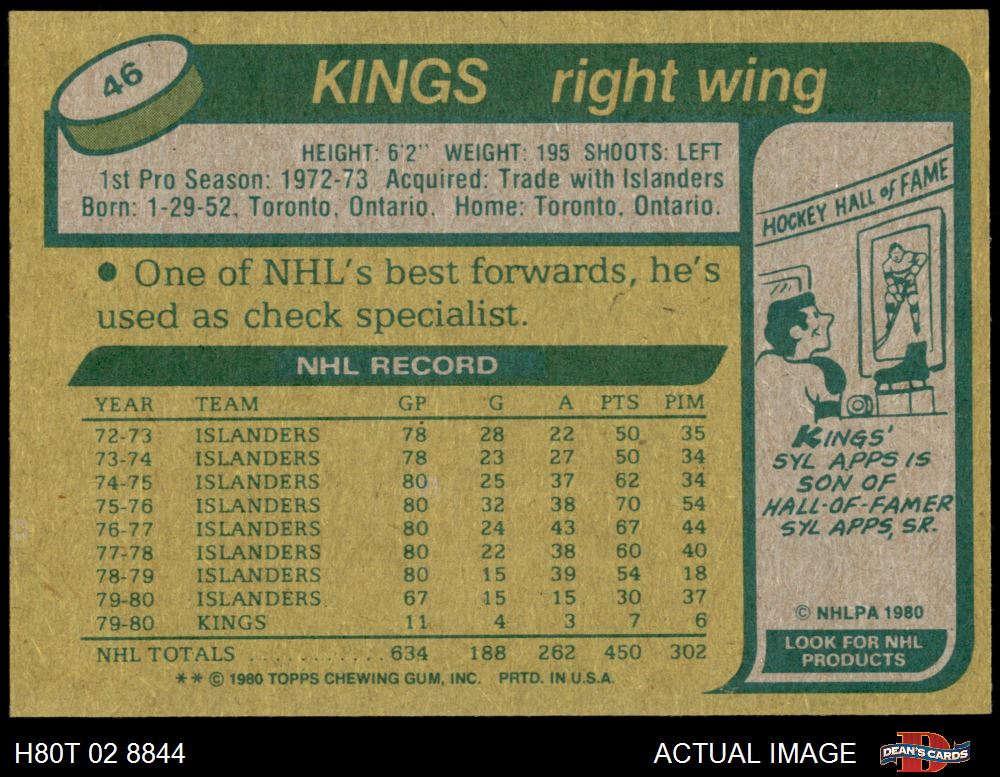 46
KINGS right wing
HEIGHT: 6'2" WEIGHT: 195 SHOOTS: LEFT
1st Pro Season: 1972-73 Acquired: Trade with Islanders
Born: 1-29-52, Toronto, Ontario. Home: Toronto, Ontario.
● One of NHL's best forwards, he's
used as check specialist.
NHL RECORD
YEAR TEAM GP G A PTS PIM
72-73 ISLANDERS 78 28 22 50 35
73-74 ISLANDERS 78 23 27 50 34
74-75 ISLANDERS 80 25 37 62 34
75-76 ISLANDERS 80 32 38 70 54
76-77 ISLANDERS 80 24 43 67 44
77-78 ISLANDERS 80 22 38 60 40
78-79 ISLANDERS 80 15 39 54 18
79-80 ISLANDERS 67 15 15 30 37
79-80 KINGS 11 4 3 7 6
NHL TOTALS . . . . . . . . . . . 634 188 262 450 302
** © 1980 TOPPS CHEWING GUM, INC. PRTD. IN U.S.A.
HOCKEY HALL of FAME
KINGS'
SYL APPS IS
SON OF
HALL-OF-FAMER
SYL APPS, SR.
© NHLPA 1980
LOOK FOR NHL
PRODUCTS
H80T 02 8844
ACTUAL IMAGE
D
DEAN'S CARDS